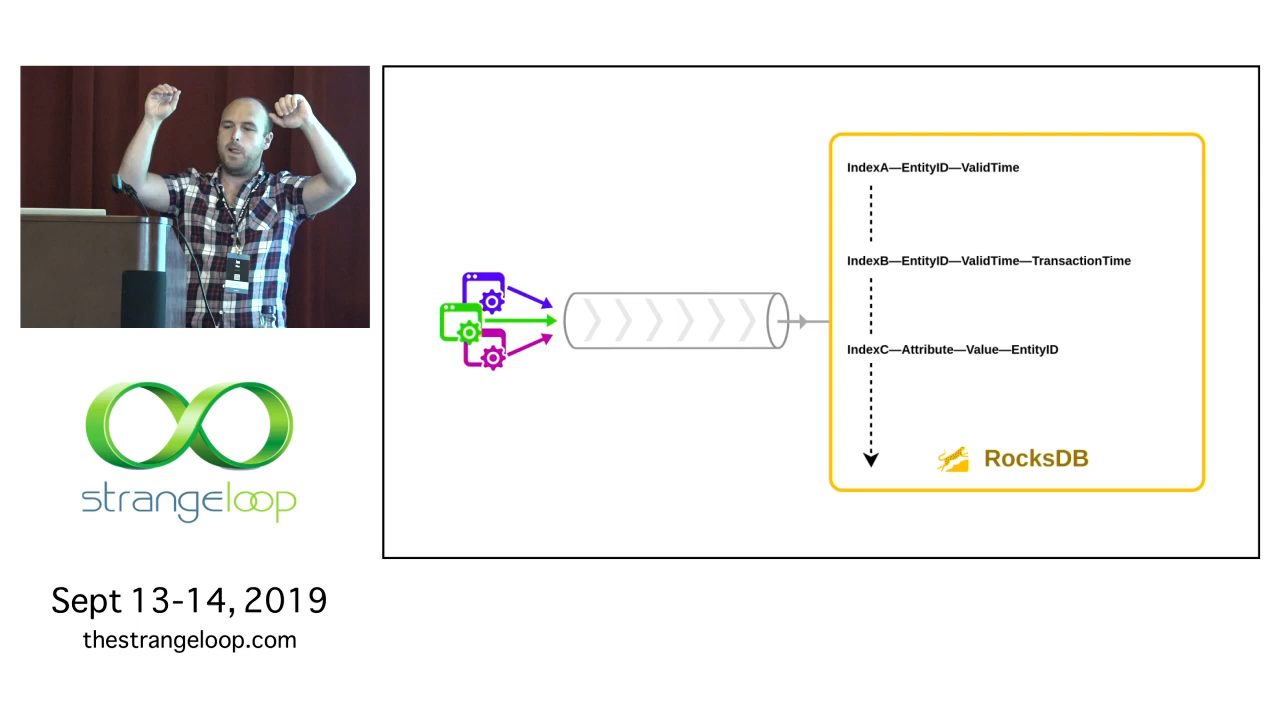 IndexA—EntityID—ValidTime
IndexB—EntityID—ValidTime—TransactionTime
IndexC—Attribute—Value—EntityID
RocksDB
strangeloop
Sept 13-14, 2019
thestrangeloop.com